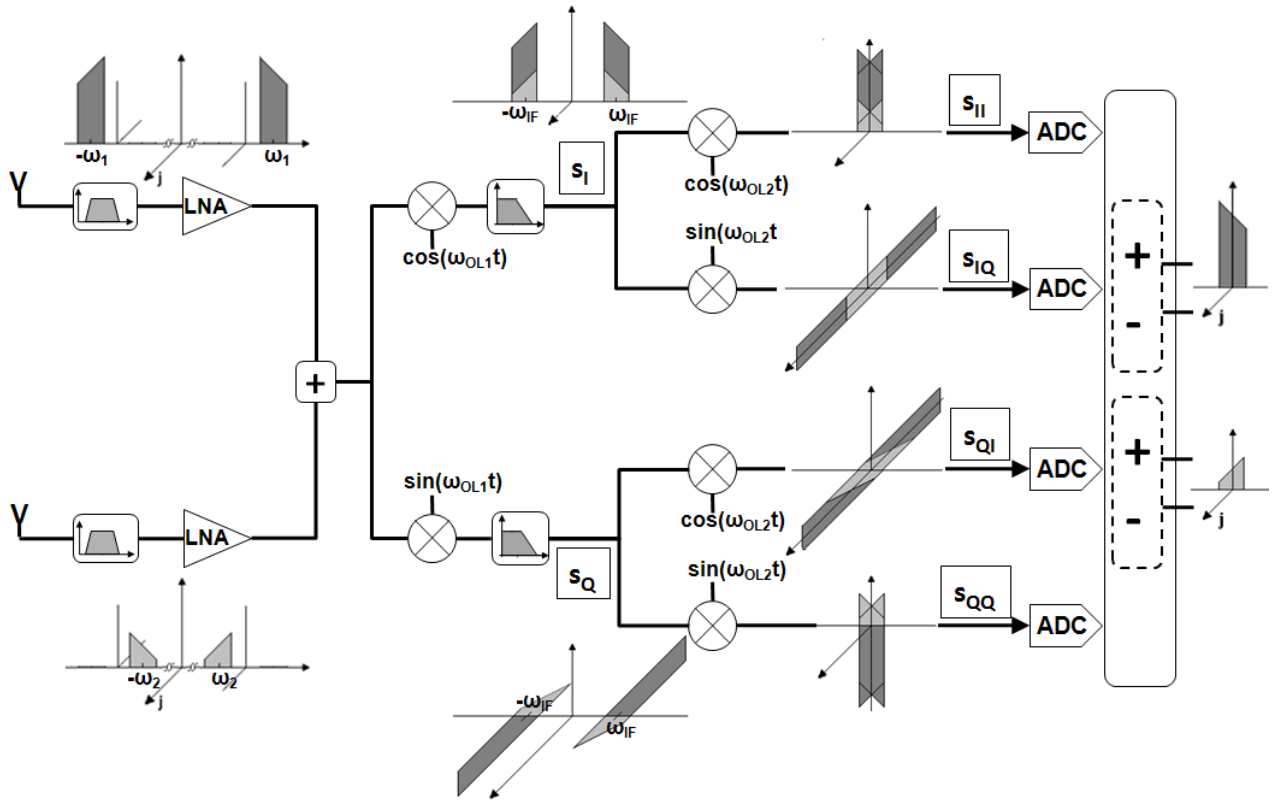 -ω1
j
ω1
LNA
-ωIF
ωIF
sI
cos(ωOL1t)
cos(ωOL2t)
sin(ωOL2t
sII
ADC
sIQ
ADC
+
-
j
+
LNA
-ω2
j
ω2
sin(ωOL1t)
sQ
-ωIF
ωIF
cos(ωOL2t)
sin(ωOL2t)
sQI
ADC
sQQ
ADC
+
-
j